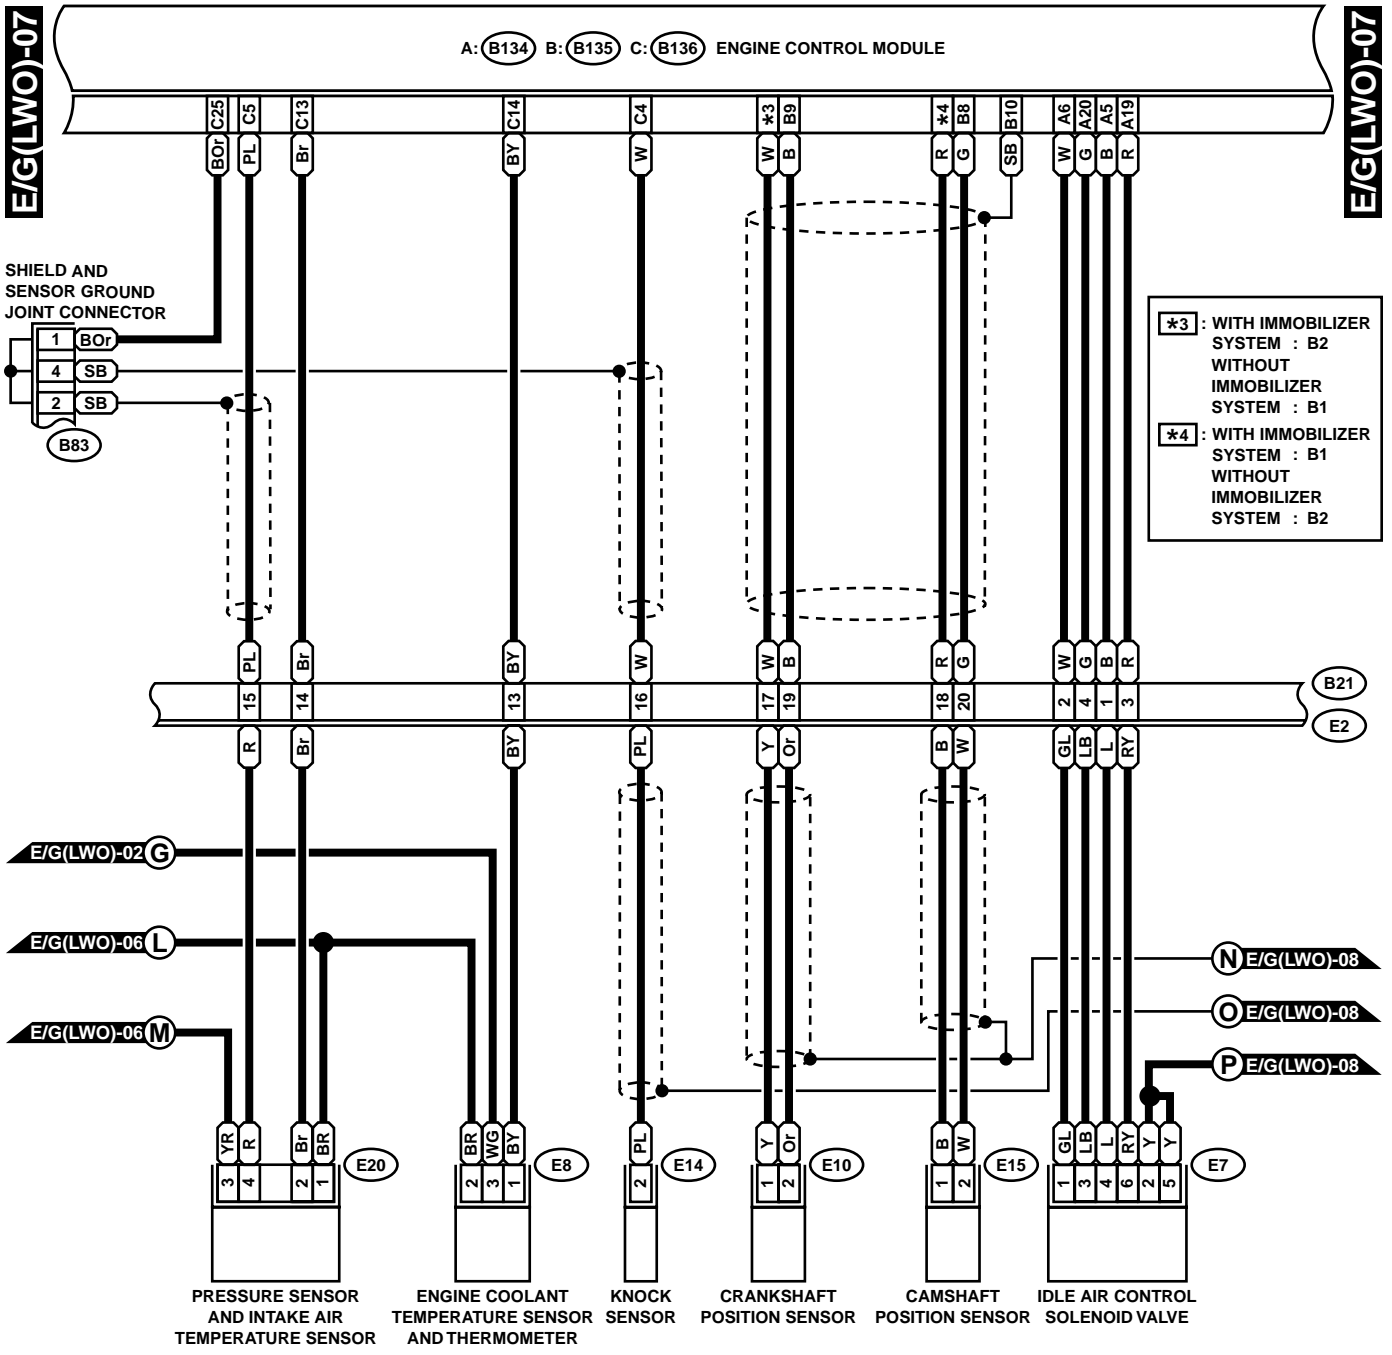 E/G(LWO)-07
E/G(LWO)-07
A: B134 B: B135 C: B136 ENGINE CONTROL MODULE
C25 C5 C13 C14 C4 *3 B9 *4 B8 B10 A6 A20 A5 A19
BOr PL Br BY W W B R G SB W G B R
SHIELD AND
SENSOR GROUND
JOINT CONNECTOR
1 BOr
4 SB
2 SB
B83
*3 : WITH IMMOBILIZER
SYSTEM : B2
WITHOUT
IMMOBILIZER
SYSTEM : B1
*4 : WITH IMMOBILIZER
SYSTEM : B1
WITHOUT
IMMOBILIZER
SYSTEM : B2
PL Br BY W W B R G W G B R
15 14 13 16 17 19 18 20 2 4 1 3
B21
E2
R Br BY PL Y Or B W GL LB L RY
E/G(LWO)-02 G
E/G(LWO)-06 L
E/G(LWO)-06 M
N E/G(LWO)-08
O E/G(LWO)-08
P E/G(LWO)-08
YR R Br BR BR WG BY PL Y Or B W GL LB L RY Y Y
3 4 2 1 E20 2 3 1 E8 2 E14 1 2 E10 1 2 E15 1 3 4 6 2 5 E7
PRESSURE SENSOR
AND INTAKE AIR
TEMPERATURE SENSOR
ENGINE COOLANT
TEMPERATURE SENSOR
AND THERMOMETER
KNOCK
SENSOR
CRANKSHAFT
POSITION SENSOR
CAMSHAFT
POSITION SENSOR
IDLE AIR CONTROL
SOLENOID VALVE